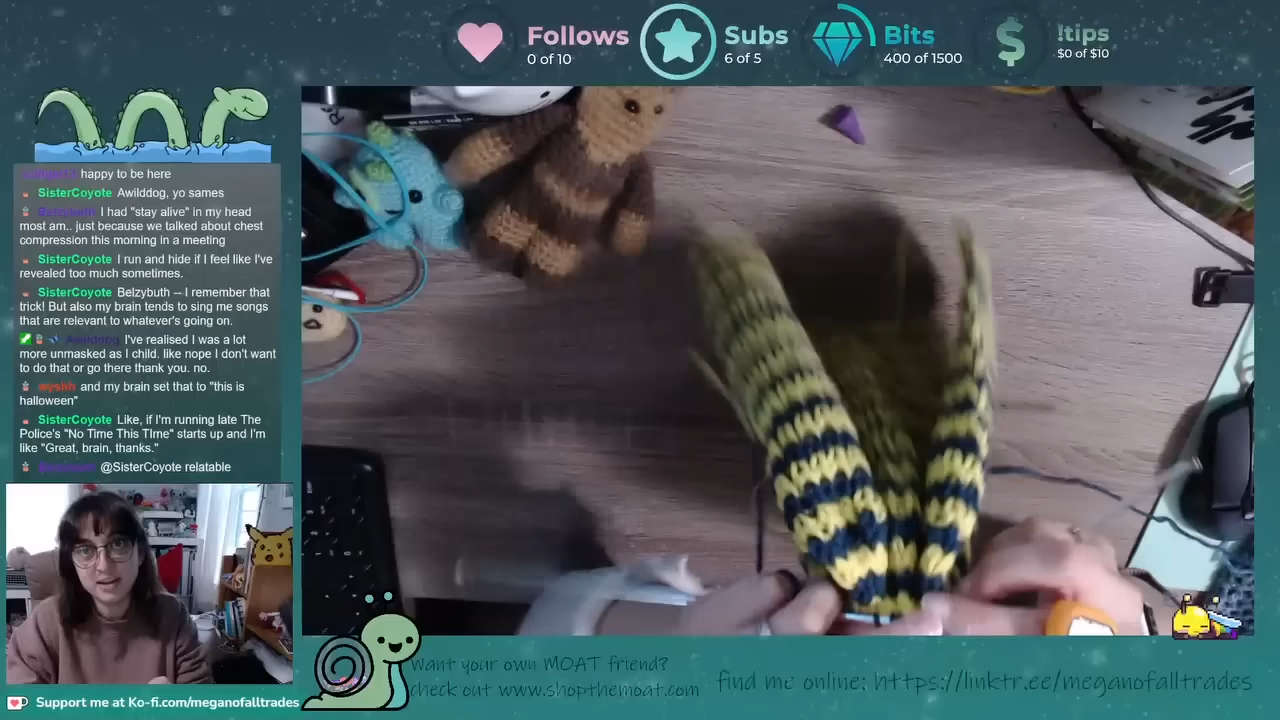 Follows
0 of 10
Subs
6 of 5
Bits
400 of 1500
!tips
$0 of $10
happy to be here
SisterCoyote Awilddog, yo sames
Belzybuth I had "stay alive" in my head
most am.. just because we talked about chest
compression this morning in a meeting
SisterCoyote I run and hide if I feel like I've
revealed too much sometimes.
SisterCoyote Belzybuth -- I remember that
trick! But also my brain tends to sing me songs
that are relevant to whatever's going on.
Awilddog I've realised I was a lot
more unmasked as I child. like nope I don't want
to do that or go there thank you. no.
and my brain set that to "this is
halloween"
SisterCoyote Like, if I'm running late The
Police's "No Time This TIme" starts up and I'm
like "Great, brain, thanks."
Belzybuth @SisterCoyote relatable
Want your own MOAT friend?
check out www.shopthemoat.com
find me online: https://linktr.ee/meganofalltrades
Support me at Ko-fi.com/meganofalltrades